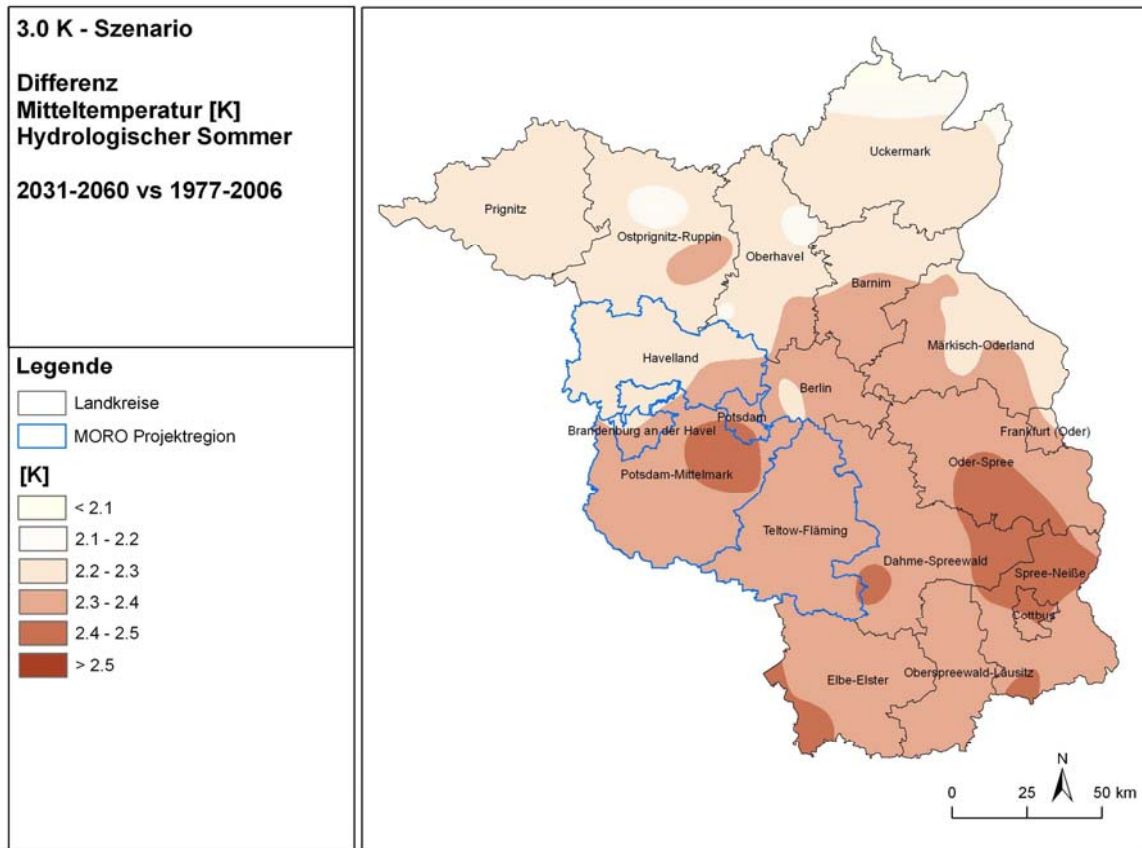 3.0 K - Szenario
Differenz
Mitteltemperatur [K]
Hydrologischer Sommer
2031-2060 vs 1977-2006
Legende
Landkreise
MORO Projektregion
[K]
< 2.1
2.1 - 2.2
2.2 - 2.3
2.3 - 2.4
2.4 - 2.5
> 2.5
Uckermark
Prignitz
Ostprignitz-Ruppin
Oberhavel
Barnim
Märkisch-Oderland
Havelland
Berlin
Potsdam
Brandenburg an der Havel
Frankfurt (Oder)
Oder-Spree
Potsdam-Mittelmark
Teltow-Fläming
Dahme-Spreewald
Spree-Neiße
Cottbus
Elbe-Elster
Oberspreewald-Lausitz
N
0 25 50 km